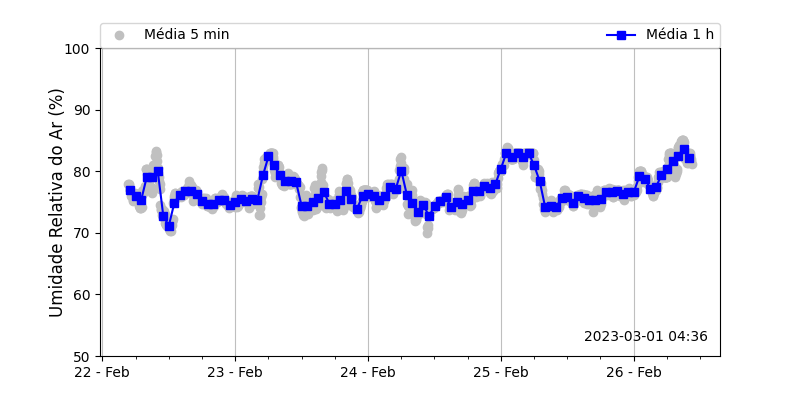 Média 5 min
Média 1 h
100
90
80
70
60
50
Umidade Relativa do Ar (%)
2023-03-01 04:36
22 - Feb
23 - Feb
24 - Feb
25 - Feb
26 - Feb